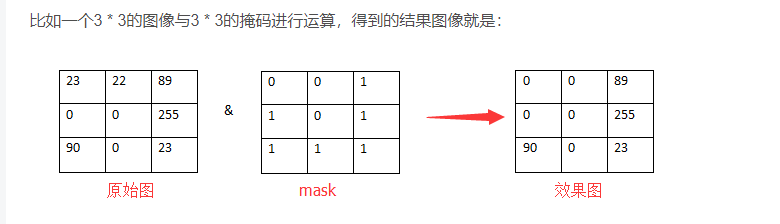 比如一个3 * 3的图像与3 * 3的掩码进行运算，得到的结果图像就是：
23 22 89 0 0 1 0 0 89
0 0 255 & 1 0 1 0 0 255
90 0 23 1 1 1 90 0 23
原始图 mask 效果图